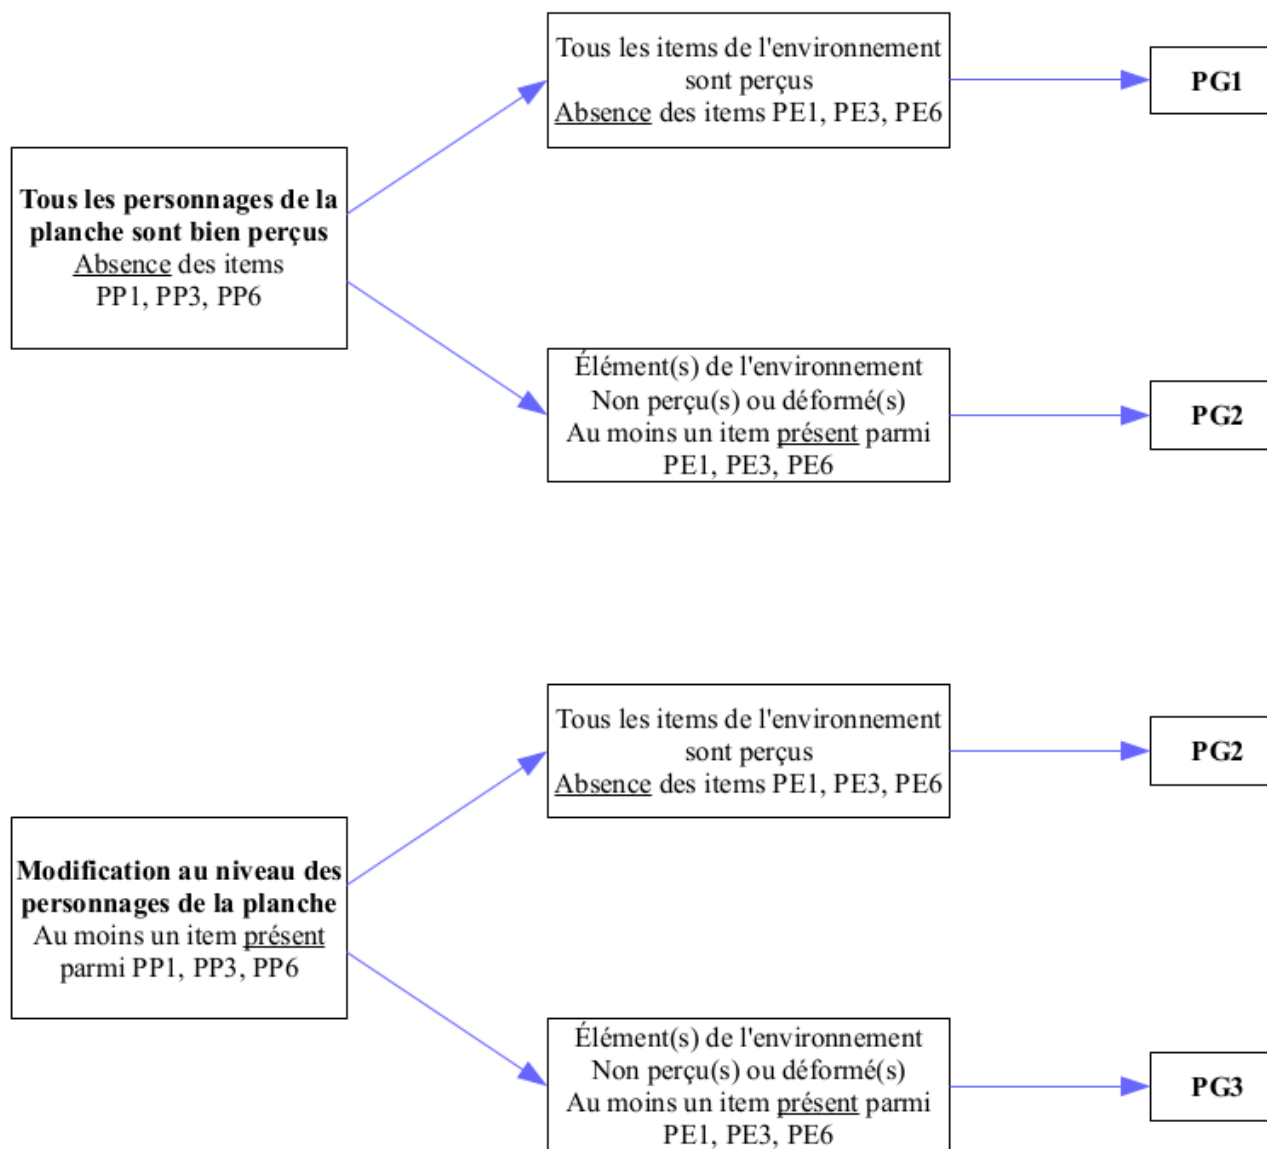 Tous les items de l'environnement
sont perçus
Absence des items PE1, PE3, PE6
PG1
Tous les personnages de la
planche sont bien perçus
Absence des items
PP1, PP3, PP6
Élément(s) de l'environnement
Non perçu(s) ou déformé(s)
Au moins un item présent parmi
PE1, PE3, PE6
PG2
Tous les items de l'environnement
sont perçus
Absence des items PE1, PE3, PE6
PG2
Modification au niveau des
personnages de la planche
Au moins un item présent
parmi PP1, PP3, PP6
Élément(s) de l'environnement
Non perçu(s) ou déformé(s)
Au moins un item présent parmi
PE1, PE3, PE6
PG3